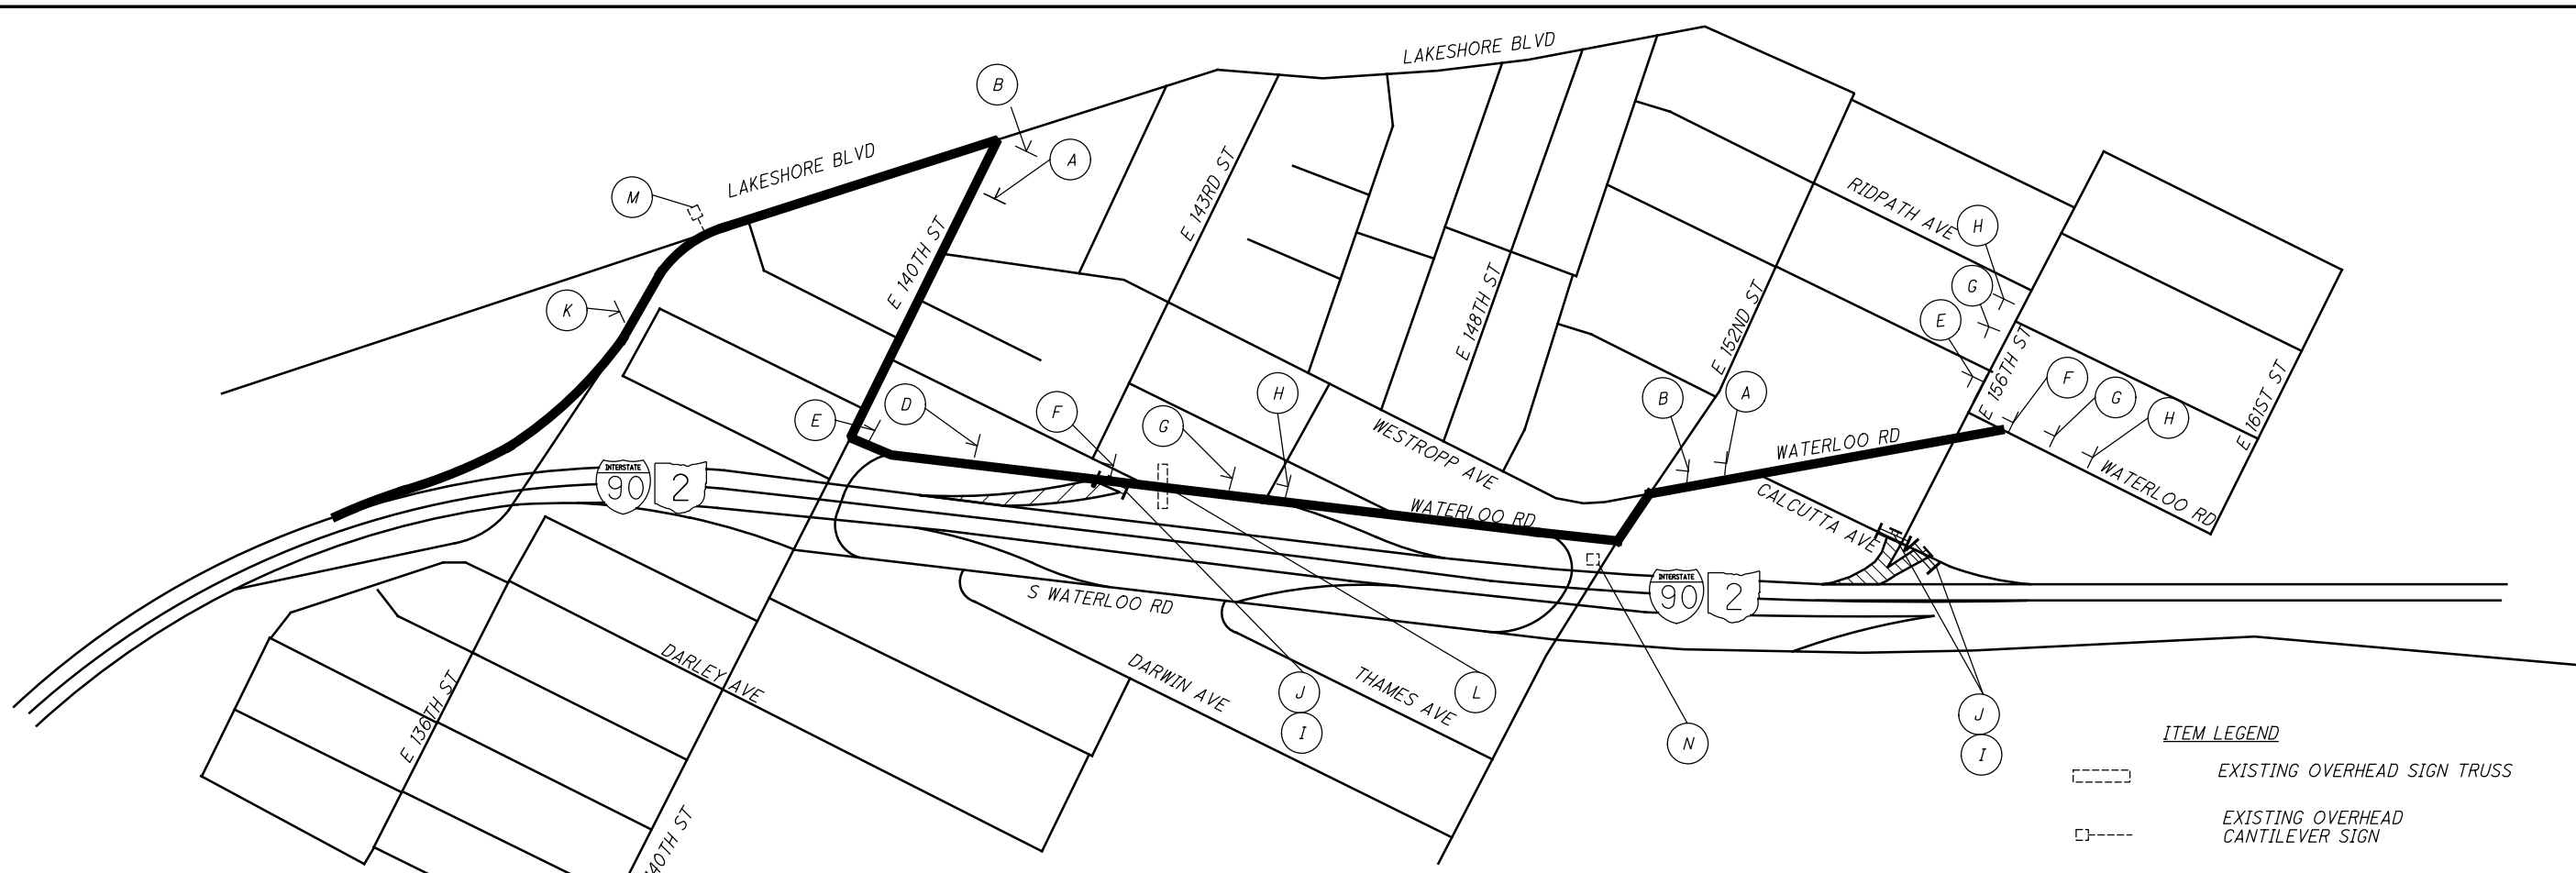 LAKESHORE BLVD
B
A
LAKESHORE BLVD
M
E 143RD ST
RIDPATH AVE
H
E 140TH ST
G
K
E 148TH ST
E 152ND ST
E
E 156TH ST
F
G
H
E 161ST ST
E
D
F
G
H
B
A
WESTROPP AVE
WATERLOO RD
WATERLOO RD
WATERLOO RD
CALCUTTA AVE
INTERSTATE
90
2
INTERSTATE
90
2
S WATERLOO RD
DARLEY AVE
DARWIN AVE
THAMES AVE
E 136TH ST
J
I
L
N
J
I
40TH ST
ITEM LEGEND
EXISTING OVERHEAD SIGN TRUSS
EXISTING OVERHEAD
CANTILEVER SIGN